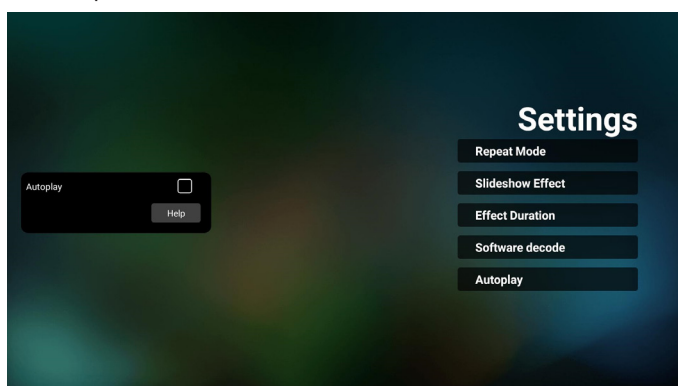 Settings
Repeat Mode
Slideshow Effect
Effect Duration
Software decode
Autoplay
Autoplay
Help